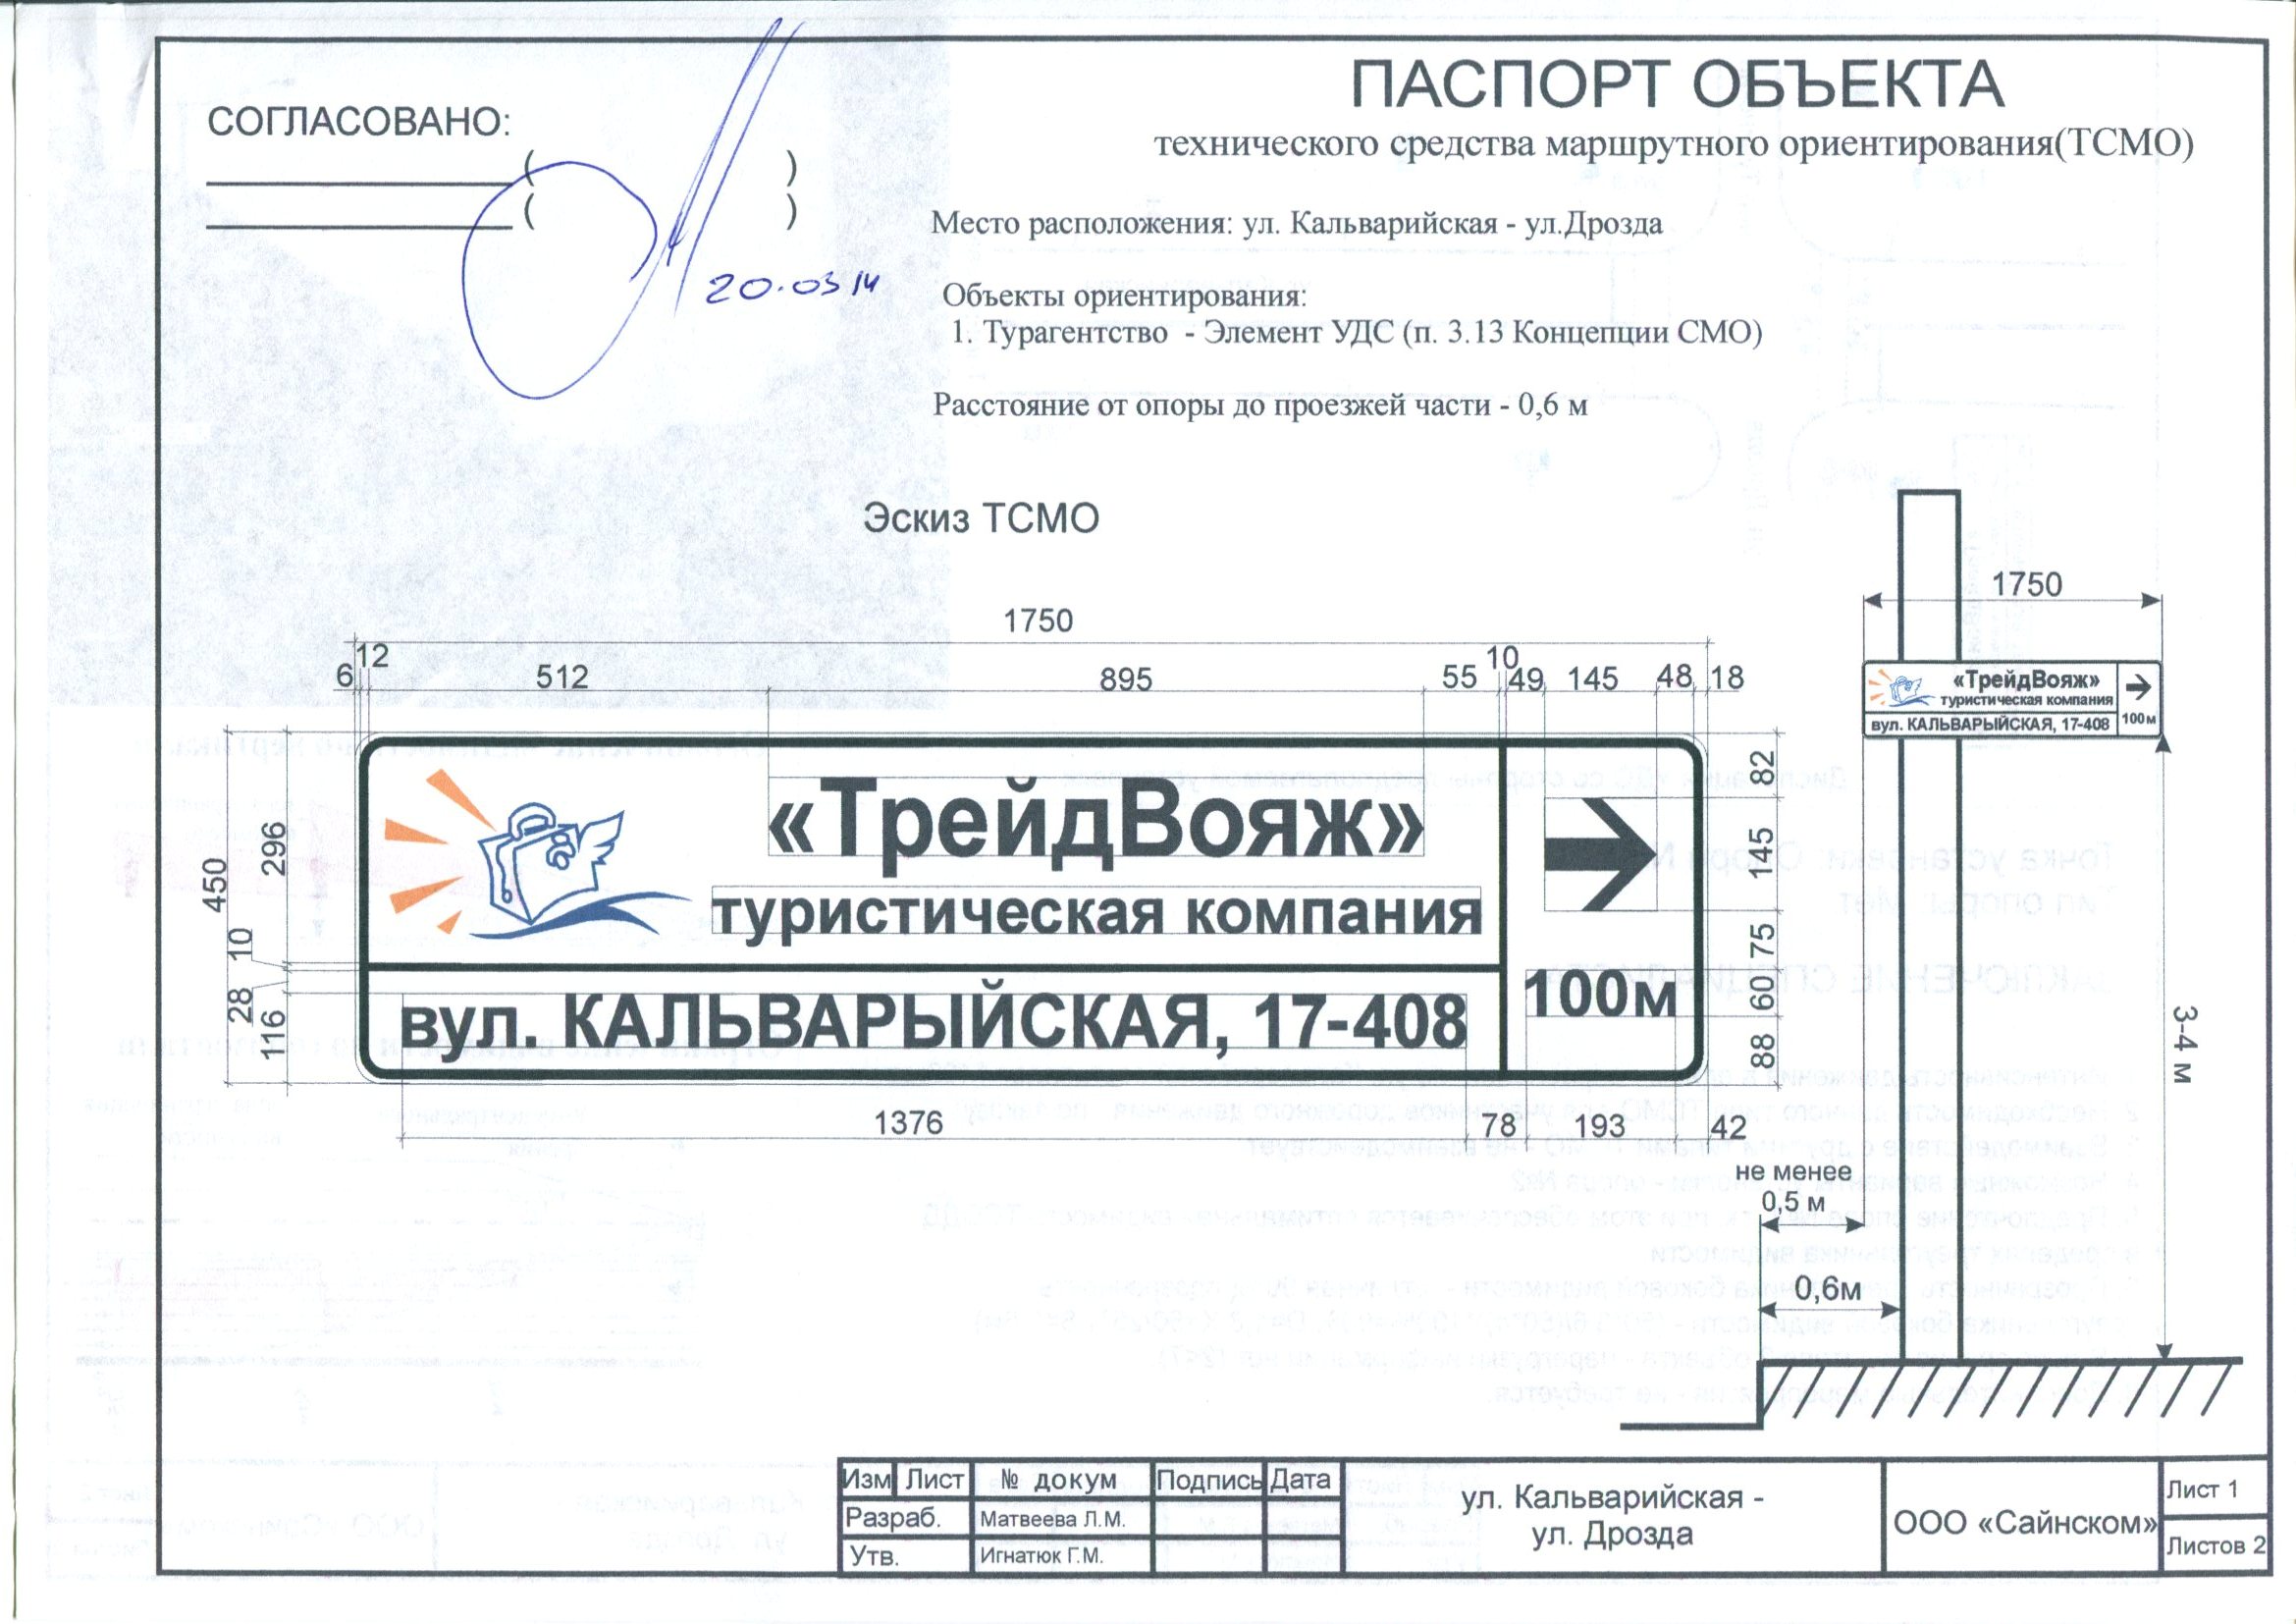 ПАСПОРТ ОБЪЕКТА
технического средства маршрутного ориентирования(ТСМО)
СОГЛАСОВАНО:
( )
( )
20.03 14
Место расположения: ул. Кальварийская - ул.Дрозда
Объекты ориентирования:
1. Турагентство - Элемент УДС (п. 3.13 Концепции СМО)
Расстояние от опоры до проезжей части - 0,6 м
Эскиз ТСМО
1750
6 12 512 895 55 10 49 145 48 18
450
296
10
28
116
«ТрейдВояж»
туристическая компания
вул. КАЛЬВАРЫЙСКАЯ, 17-408
100м
82
145
75
60
88
1376 78 193 42
1750
«ТрейдВояж»
туристическая компания
вул. КАЛЬВАРЫЙСКАЯ, 17-408
100м
3-4 м
не менее
0,5 м
0,6м
Изм Лист № докум Подпись Дата
Разраб. Матвеева Л.М.
Утв. Игнатюк Г.М.
ул. Кальварийская -
ул. Дрозда
ООО «Сайнском»
Лист 1
Листов 2